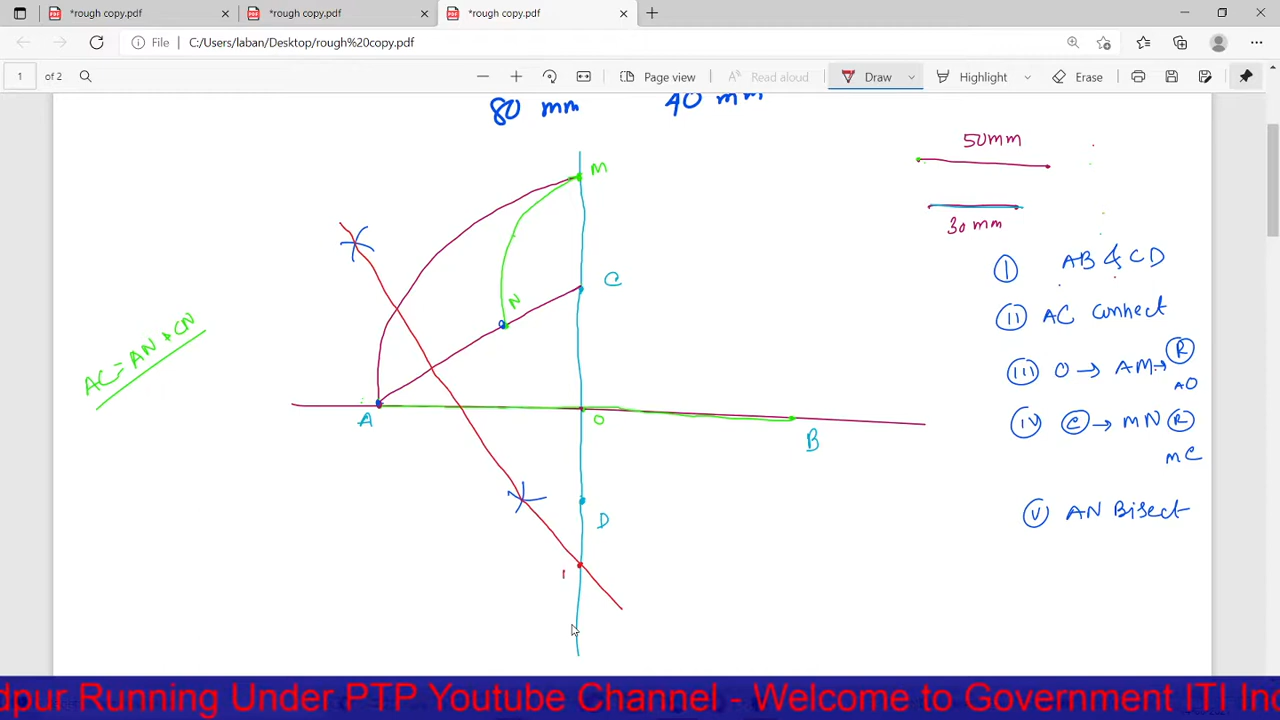 *rough copy.pdf
*rough copy.pdf
*rough copy.pdf
File C:/Users/laban/Desktop/rough%20copy.pdf
1 of 2
Page view
Read aloud
Draw
Highlight
Erase
80 mm 40 mm
50mm
M
30 mm
C
I AB & CD
N
II AC Connect
AC=AN+CN
III O → AM → R
AO
A
O
B
IV C → MN R
MC
D
V AN Bisect
1
dpur Running Under PTP Youtube Channel - Welcome to Government ITI Inc